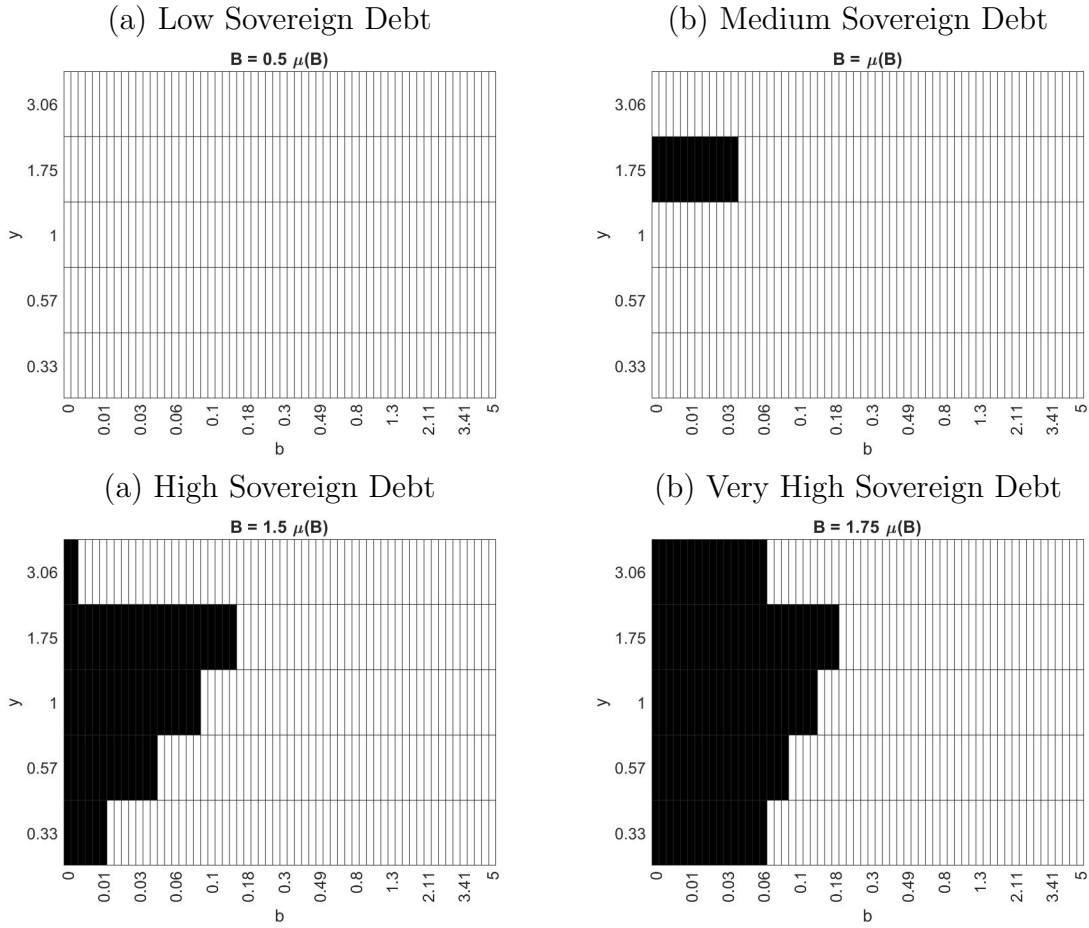 (a) Low Sovereign Debt
B = 0.5 μ(B)
3.06
1.75
1
0.57
0.33
y
0 0.01 0.03 0.06 0.1 0.18 0.3 0.49 0.8 1.3 2.11 3.41 5
b
(b) Medium Sovereign Debt
B = μ(B)
3.06
1.75
1
0.57
0.33
y
0 0.01 0.03 0.06 0.1 0.18 0.3 0.49 0.8 1.3 2.11 3.41 5
b
(a) High Sovereign Debt
B = 1.5 μ(B)
3.06
1.75
1
0.57
0.33
y
0 0.01 0.03 0.06 0.1 0.18 0.3 0.49 0.8 1.3 2.11 3.41 5
b
(b) Very High Sovereign Debt
B = 1.75 μ(B)
3.06
1.75
1
0.57
0.33
y
0 0.01 0.03 0.06 0.1 0.18 0.3 0.49 0.8 1.3 2.11 3.41 5
b